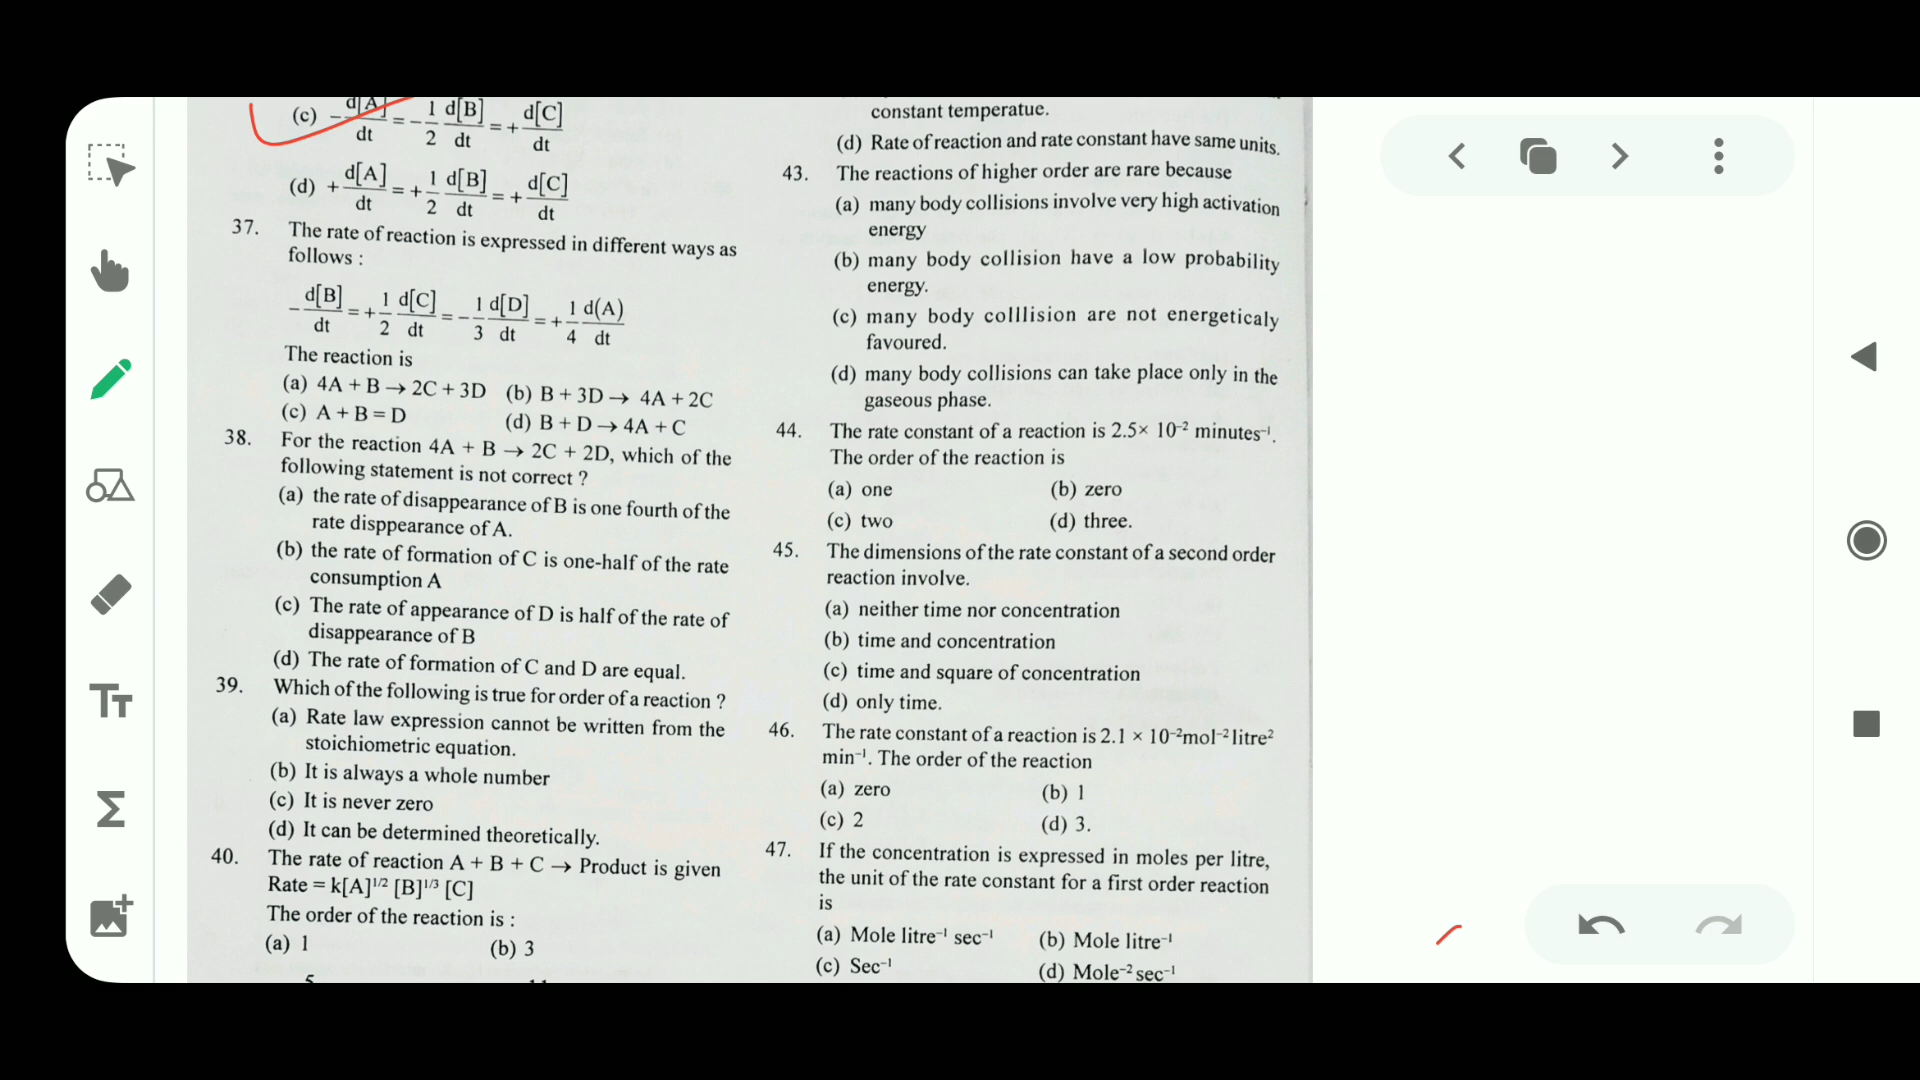 (c) −d[A]/dt = −1/2 d[B]/dt = +d[C]/dt
(d) +d[A]/dt = +1/2 d[B]/dt = +d[C]/dt
37. The rate of reaction is expressed in different ways as
follows :
−d[B]/dt = +1/2 d[C]/dt = −1/3 d[D]/dt = +1/4 d(A)/dt
The reaction is
(a) 4A + B → 2C + 3D (b) B + 3D → 4A + 2C
(c) A + B = D (d) B + D → 4A + C
38. For the reaction 4A + B → 2C + 2D, which of the
following statement is not correct ?
(a) the rate of disappearance of B is one fourth of the
rate disppearance of A.
(b) the rate of formation of C is one-half of the rate
consumption A
(c) The rate of appearance of D is half of the rate of
disappearance of B
(d) The rate of formation of C and D are equal.
39. Which of the following is true for order of a reaction ?
(a) Rate law expression cannot be written from the
stoichiometric equation.
(b) It is always a whole number
(c) It is never zero
(d) It can be determined theoretically.
40. The rate of reaction A + B + C → Product is given
Rate = k[A]^1/2 [B]^1/3 [C]
The order of the reaction is :
(a) 1 (b) 3
constant temperatue.
(d) Rate of reaction and rate constant have same units.
43. The reactions of higher order are rare because
(a) many body collisions involve very high activation
energy
(b) many body collision have a low probability
energy.
(c) many body colllision are not energeticaly
favoured.
(d) many body collisions can take place only in the
gaseous phase.
44. The rate constant of a reaction is 2.5× 10⁻² minutes⁻¹.
The order of the reaction is
(a) one (b) zero
(c) two (d) three.
45. The dimensions of the rate constant of a second order
reaction involve.
(a) neither time nor concentration
(b) time and concentration
(c) time and square of concentration
(d) only time.
46. The rate constant of a reaction is 2.1 × 10⁻²mol⁻² litre²
min⁻¹. The order of the reaction
(a) zero (b) 1
(c) 2 (d) 3.
47. If the concentration is expressed in moles per litre,
the unit of the rate constant for a first order reaction
is
(a) Mole litre⁻¹ sec⁻¹ (b) Mole litre⁻¹
(c) Sec⁻¹ (d) Mole⁻² sec⁻¹